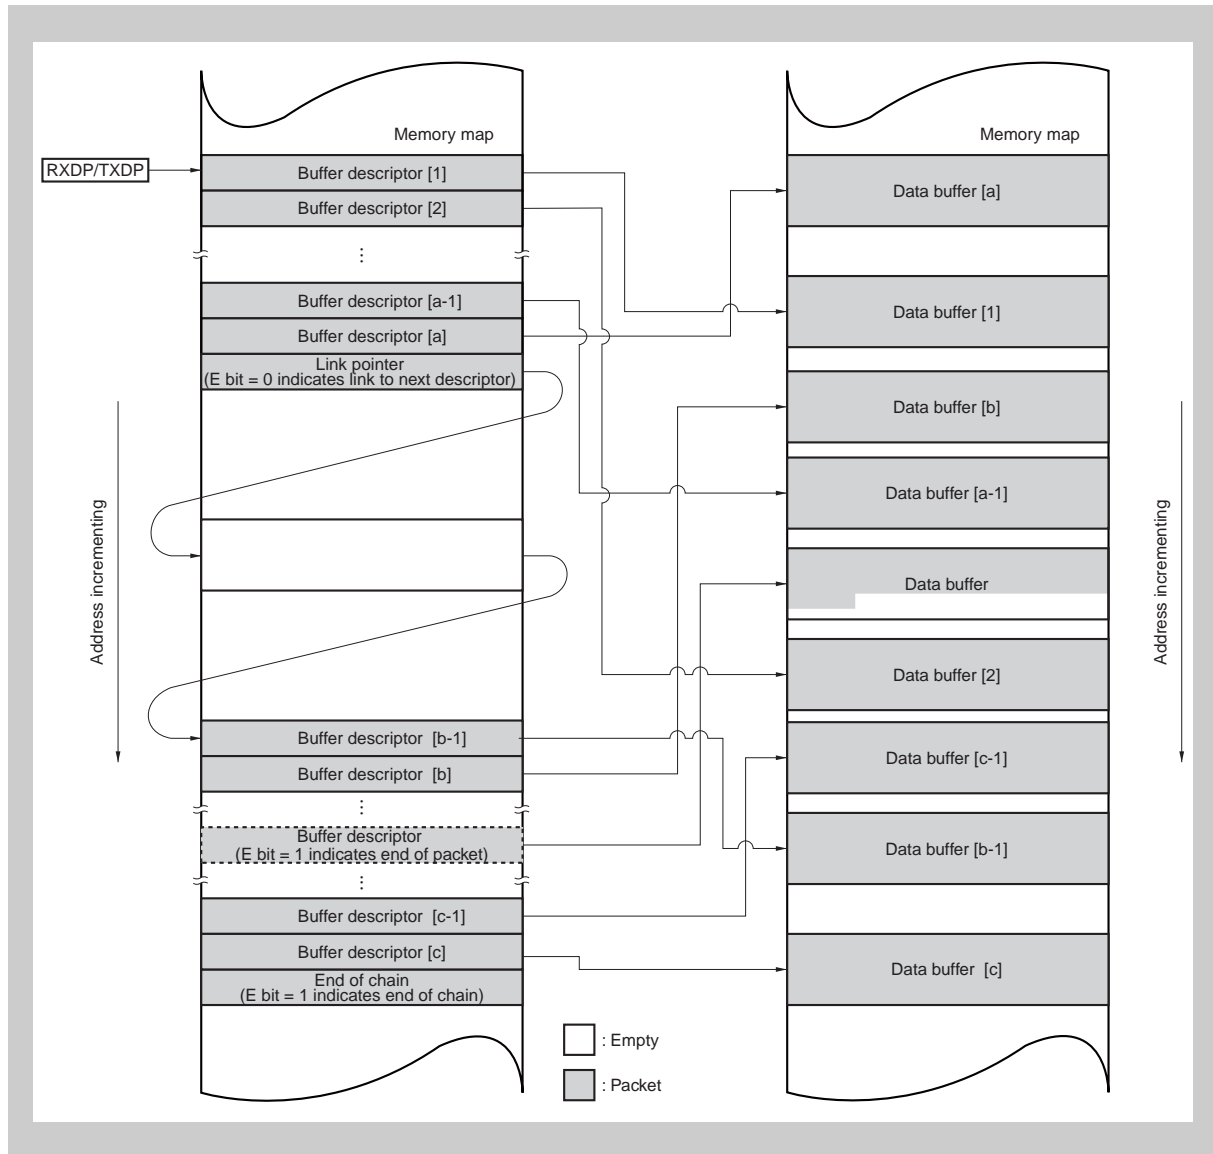 Memory map
RXDP/TXDP
Buffer descriptor [1]
Buffer descriptor [2]
⋮
Buffer descriptor [a-1]
Buffer descriptor [a]
Link pointer
(E bit = 0 indicates link to next descriptor)
Address incrementing
Buffer descriptor [b-1]
Buffer descriptor [b]
⋮
Buffer descriptor
(E bit = 1 indicates end of packet)
⋮
Buffer descriptor [c-1]
Buffer descriptor [c]
End of chain
(E bit = 1 indicates end of chain)
Memory map
Data buffer [a]
Data buffer [1]
Data buffer [b]
Data buffer [a-1]
Data buffer
Data buffer [2]
Data buffer [c-1]
Data buffer [b-1]
Data buffer [c]
Address incrementing
: Empty
: Packet